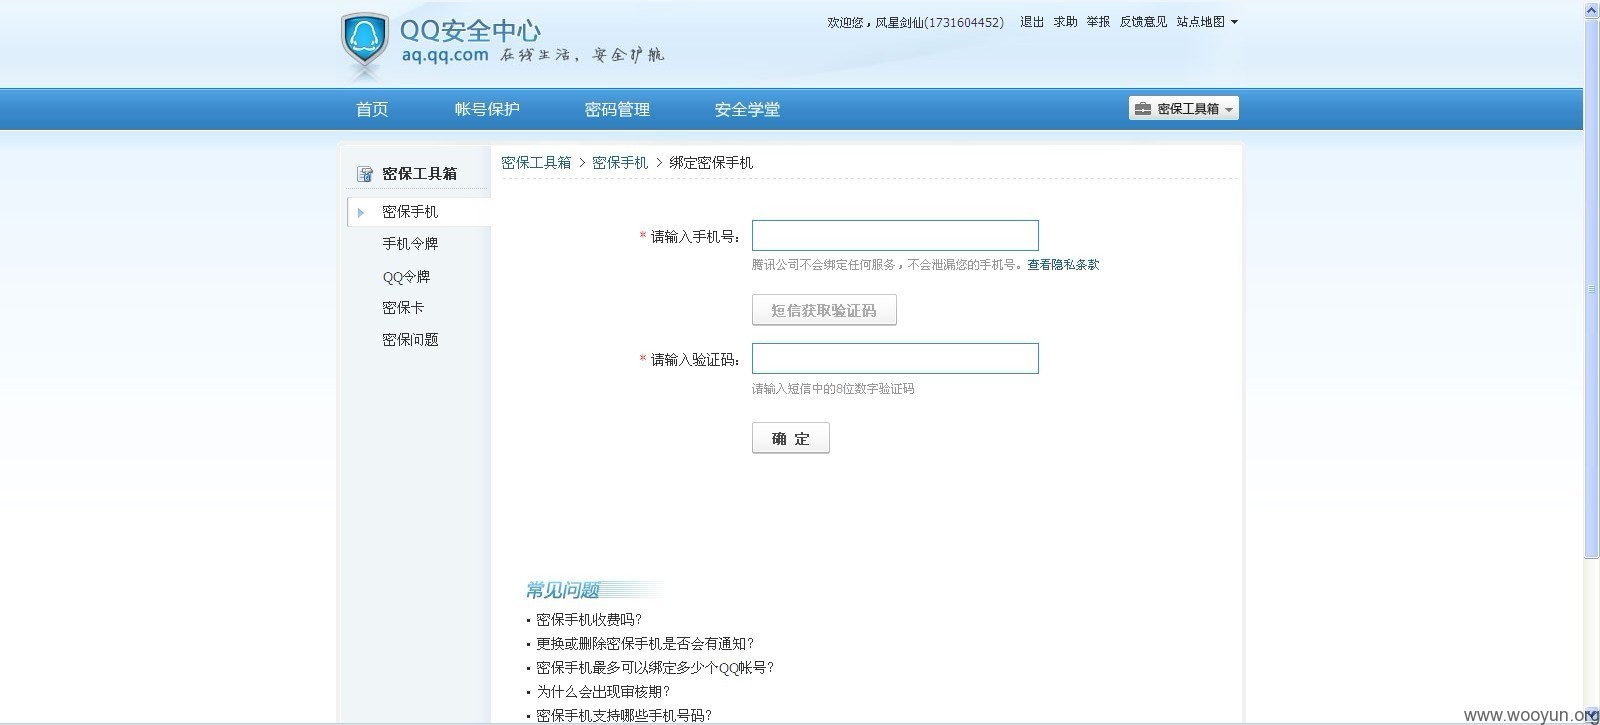 QQ安全中心
aq.qq.com 在线生活，安全护航
欢迎您，风星剑仙(1731604452) 退出 求助 举报 反馈意见 站点地图
首页 帐号保护 密码管理 安全学堂 密保工具箱
密保工具箱
密保手机
手机令牌
QQ令牌
密保卡
密保问题
密保工具箱 > 密保手机 > 绑定密保手机
* 请输入手机号：
腾讯公司不会绑定任何服务，不会泄漏您的手机号。查看隐私条款
短信获取验证码
* 请输入验证码：
请输入短信中的8位数字验证码
确 定
常见问题
· 密保手机收费吗？
· 更换或删除密保手机是否会有通知？
· 密保手机最多可以绑定多少个QQ帐号？
· 为什么会出现审核期？
· 密保手机支持哪些手机号码？
www.wooyun.org